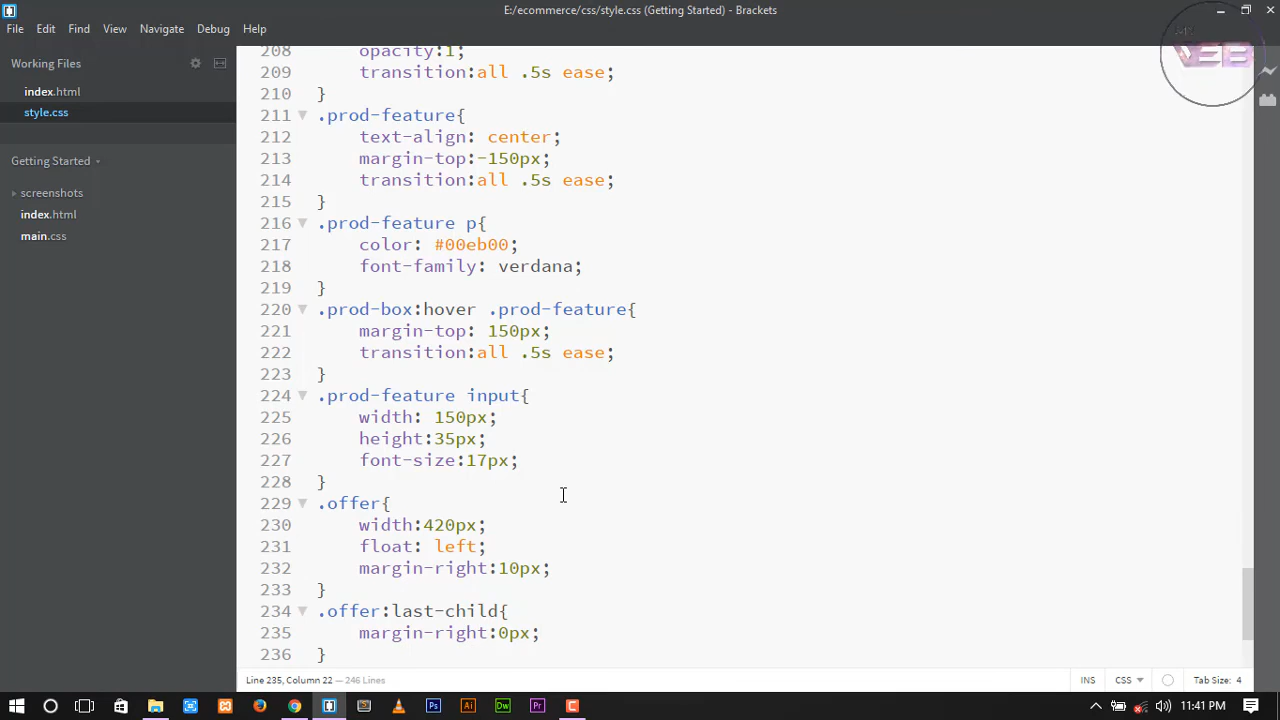 E:/ecommerce/css/style.css (Getting Started) - Brackets
File Edit Find View Navigate Debug Help
Working Files
index.html
style.css
Getting Started
screenshots
index.html
main.css
208 opacity:1;
209 transition:all .5s ease;
210 }
211 .prod-feature{
212 text-align: center;
213 margin-top:-150px;
214 transition:all .5s ease;
215 }
216 .prod-feature p{
217 color: #00eb00;
218 font-family: verdana;
219 }
220 .prod-box:hover .prod-feature{
221 margin-top: 150px;
222 transition:all .5s ease;
223 }
224 .prod-feature input{
225 width: 150px;
226 height:35px;
227 font-size:17px;
228 }
229 .offer{
230 width:420px;
231 float: left;
232 margin-right:10px;
233 }
234 .offer:last-child{
235 margin-right:0px;
236 }
Line 235, Column 22 — 246 Lines
INS CSS Tab Size: 4
Ps Ai Dw Pr
11:41 PM